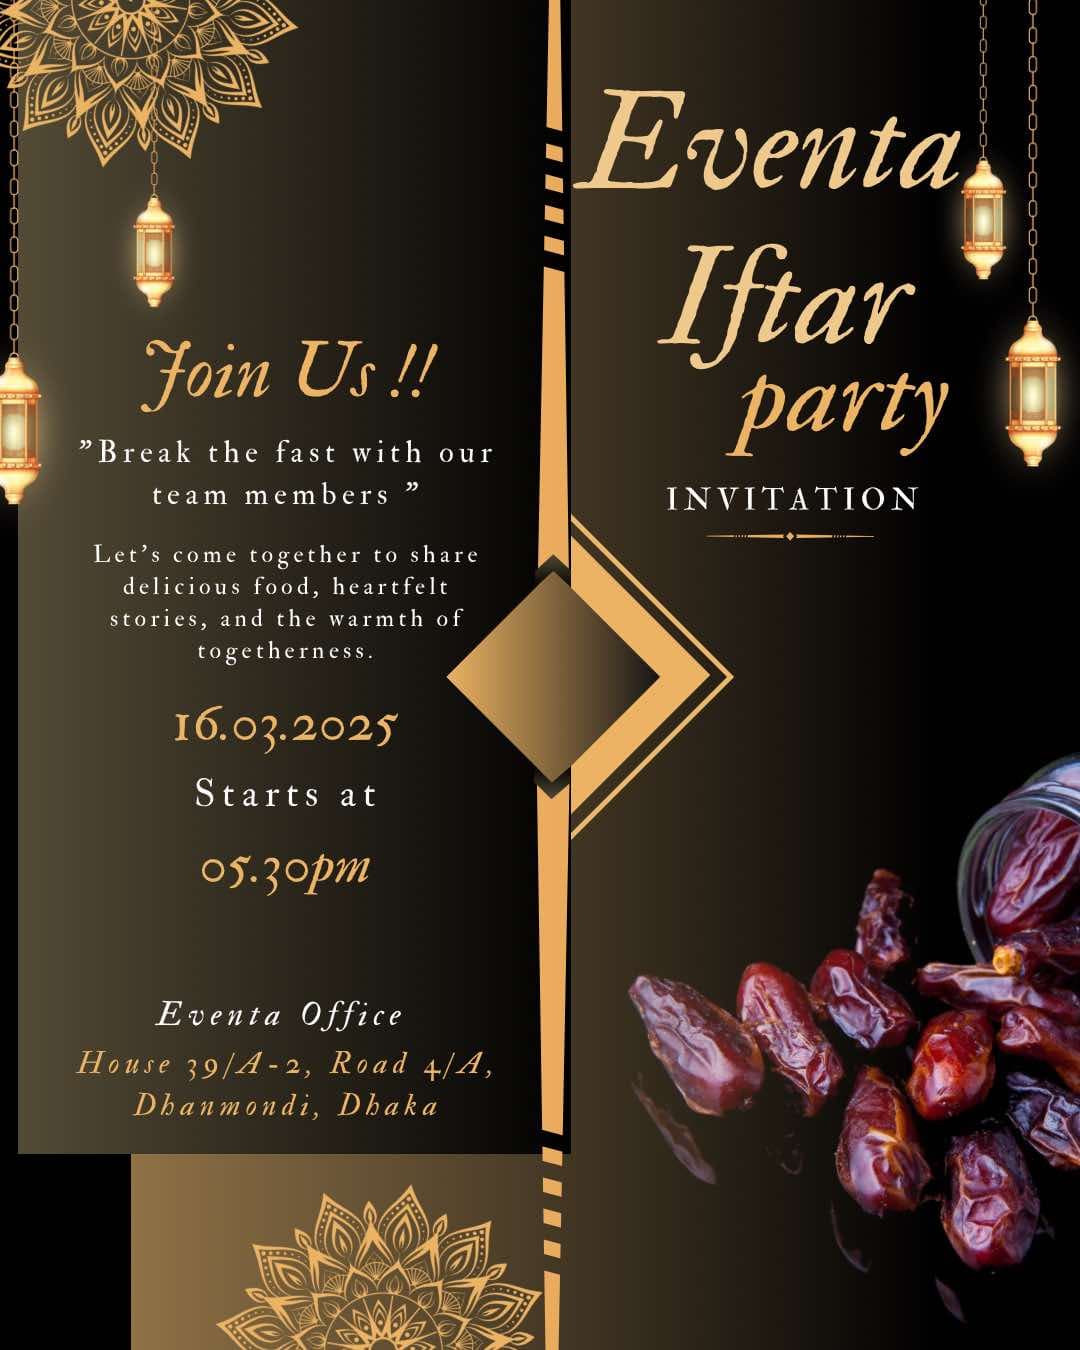 Eventa
Iftar
party
INVITATION
Join Us !!
"Break the fast with our
team members "
Let's come together to share
delicious food, heartfelt
stories, and the warmth of
togetherness.
16.03.2025
Starts at
05.30pm
Eventa Office
House 39/A-2, Road 4/A,
Dhanmondi, Dhaka